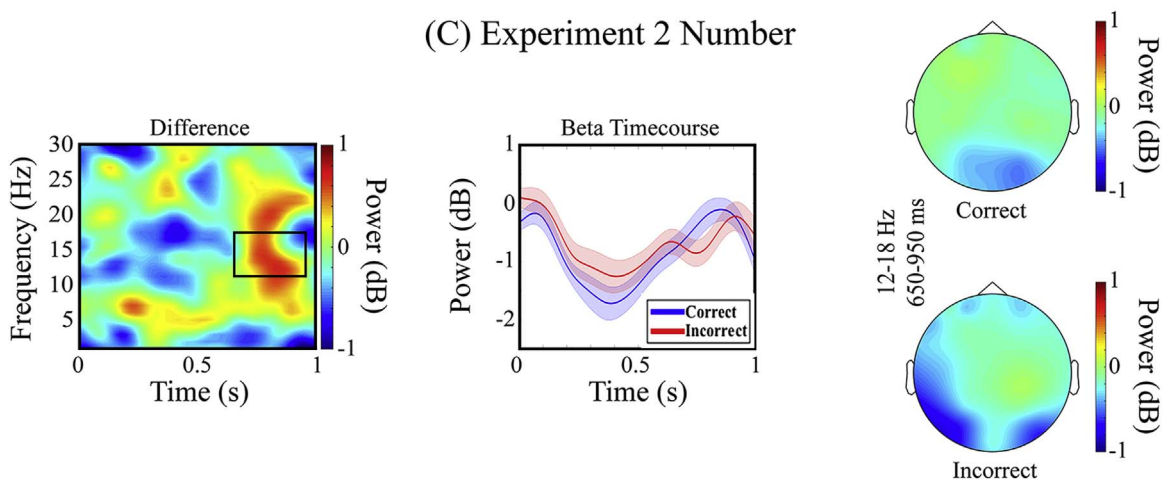 (C) Experiment 2 Number
Difference
30
25
20
15
10
5
0
0.5
1
Frequency (Hz)
Time (s)
1
0
-1
Power (dB)
Beta Timecourse
1
0
-1
-2
0
0.5
1
Power (dB)
Time (s)
Correct
Incorrect
12-18 Hz
650-950 ms
1
0
-1
Power (dB)
Correct
1
0
-1
Power (dB)
Incorrect